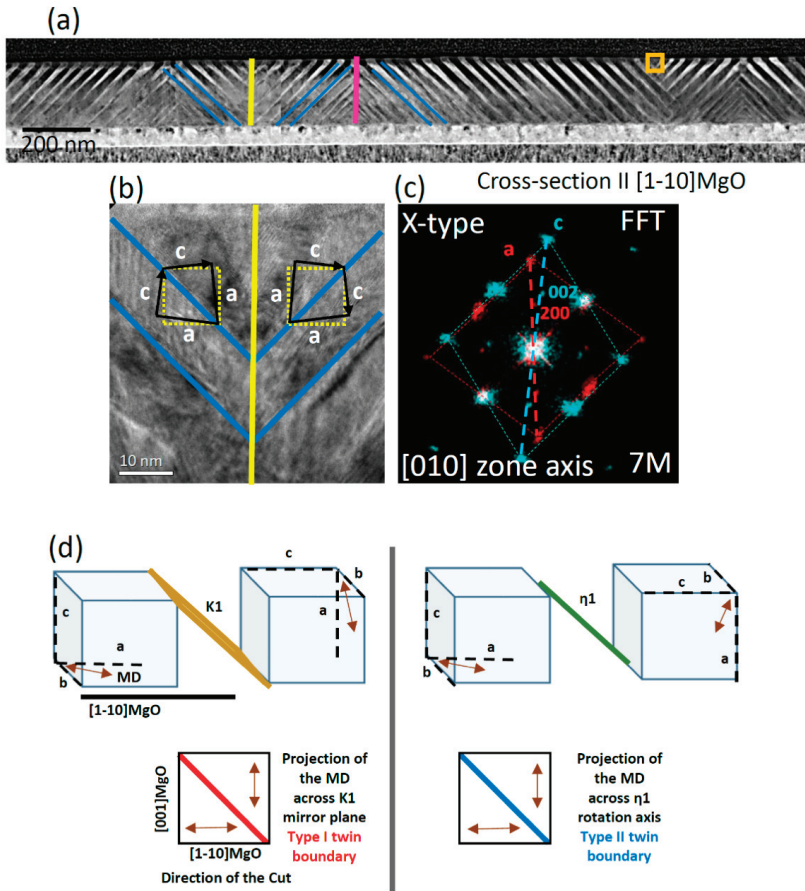 (a)
200 nm
Cross-section II [1-10]MgO
(b)
c
c
a
a
c
c
a
a
10 nm
(c)
X-type
FFT
c
a
002
200
[010] zone axis
7M
(d)
c
a
b
MD
K1
c
b
a
[1-10]MgO
c
a
b
η1
c
b
a
[001]MgO
[1-10]MgO
Direction of the Cut
Projection of
the MD
across K1
mirror plane
Type I twin
boundary
Projection of
the MD
across η1
rotation axis
Type II twin
boundary